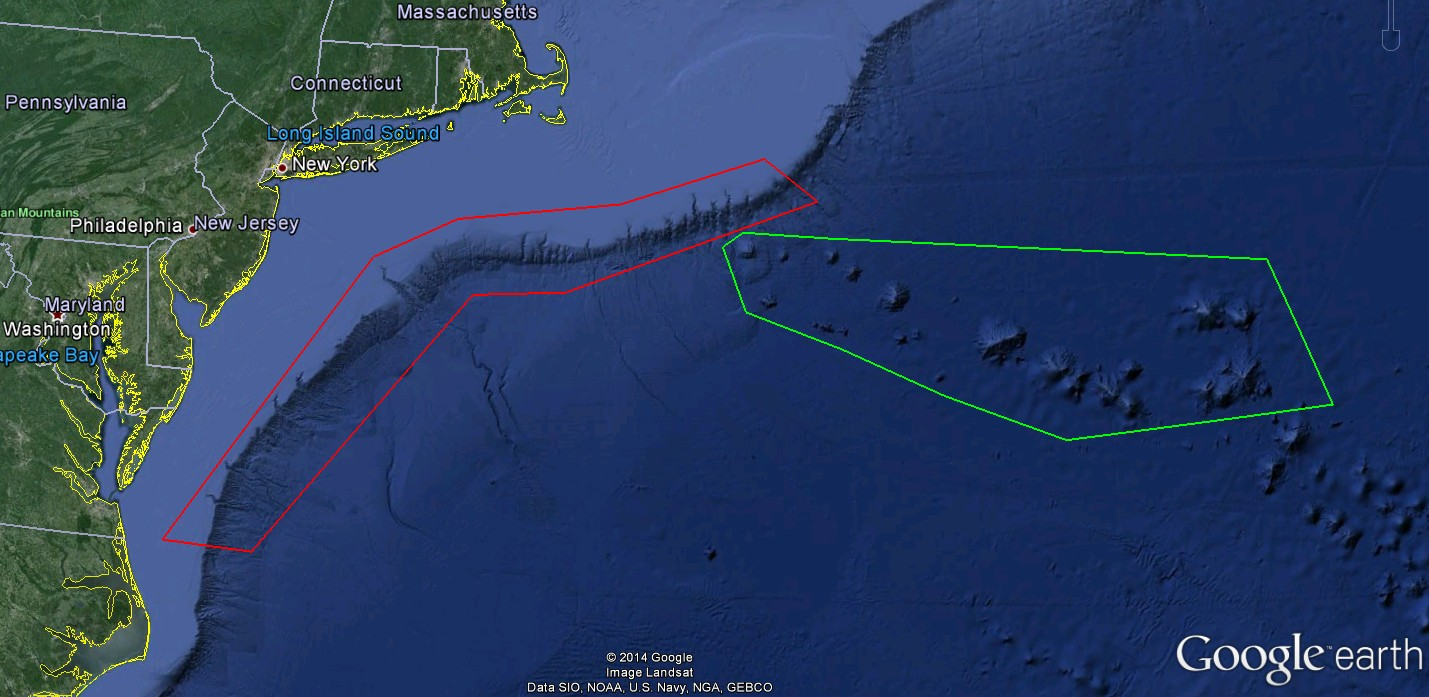 Massachusetts
Connecticut
Pennsylvania
Long Island Sound
New York
an Mountains
Philadelphia
New Jersey
Maryland
Washington
apeake Bay
© 2014 Google
Image Landsat
Data SIO, NOAA, U.S. Navy, NGA, GEBCO
Google earth